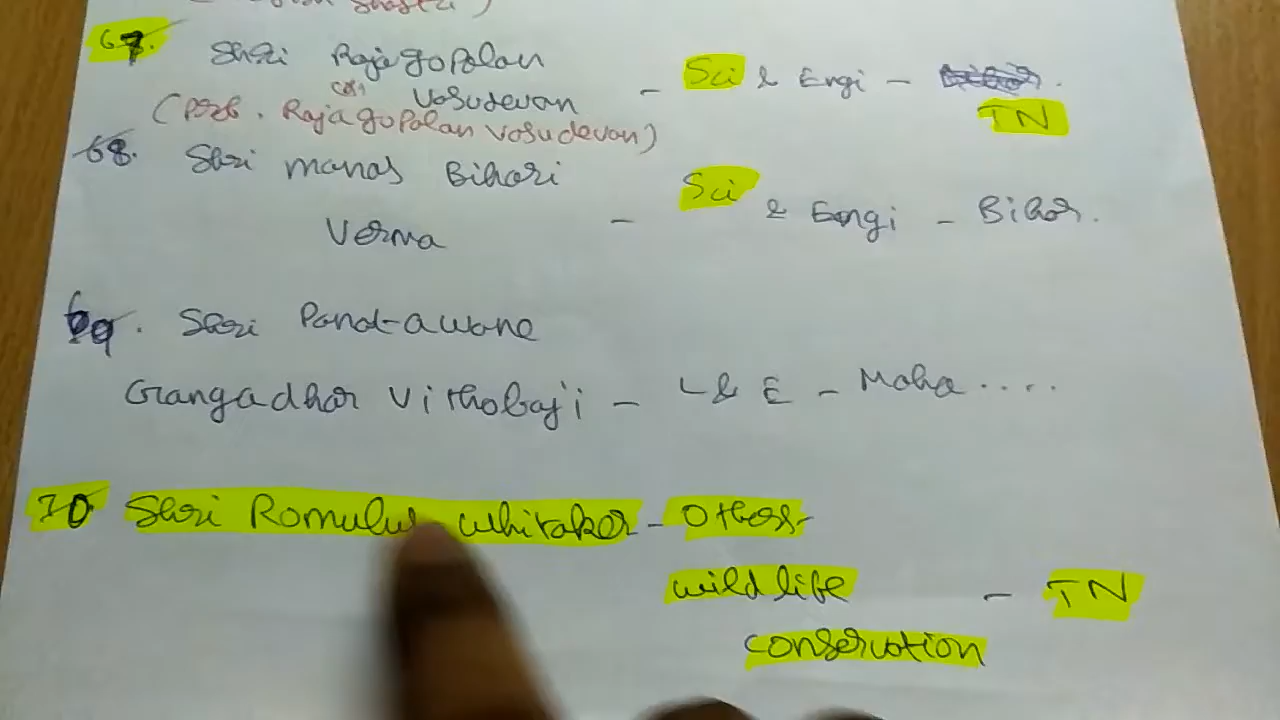 67. Shri Rajagopalan
Vasudevan - Sci & Engi - TN
(Prof. Rajagopalan Vasudevan)
68. Shri manas Bihari
Verma - Sci & Engi - Bihar.
69. Shri Pandtawane
Gangadhar Vithobaji - L & E - Maha ....
70 Shri Romulus whitaker - Others-
wild life - TN
conservation